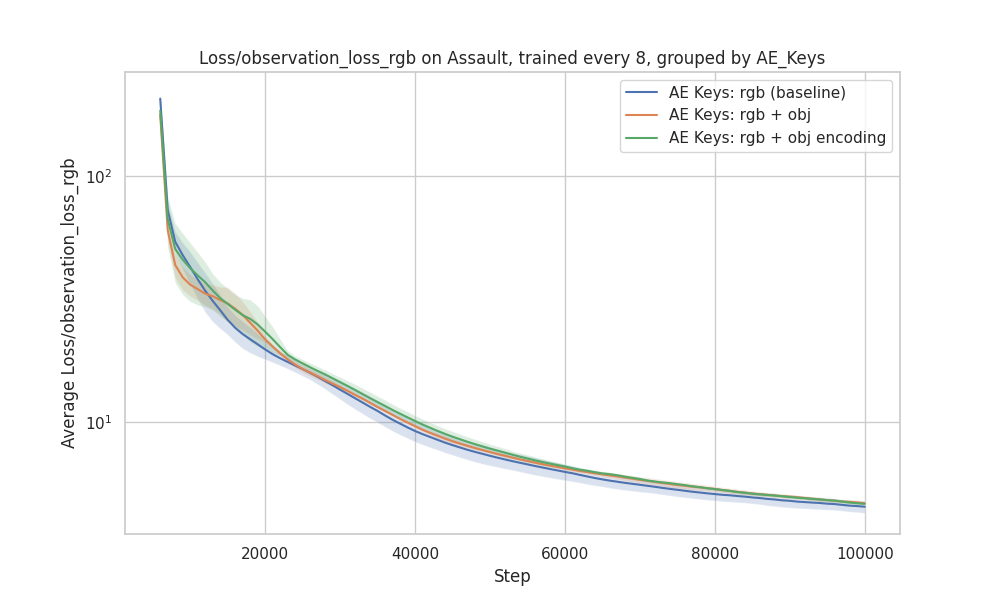 Loss/observation_loss_rgb on Assault, trained every 8, grouped by AE_Keys
AE Keys: rgb (baseline)
AE Keys: rgb + obj
AE Keys: rgb + obj encoding
Average Loss/observation_loss_rgb
10²
10¹
20000 40000 60000 80000 100000
Step